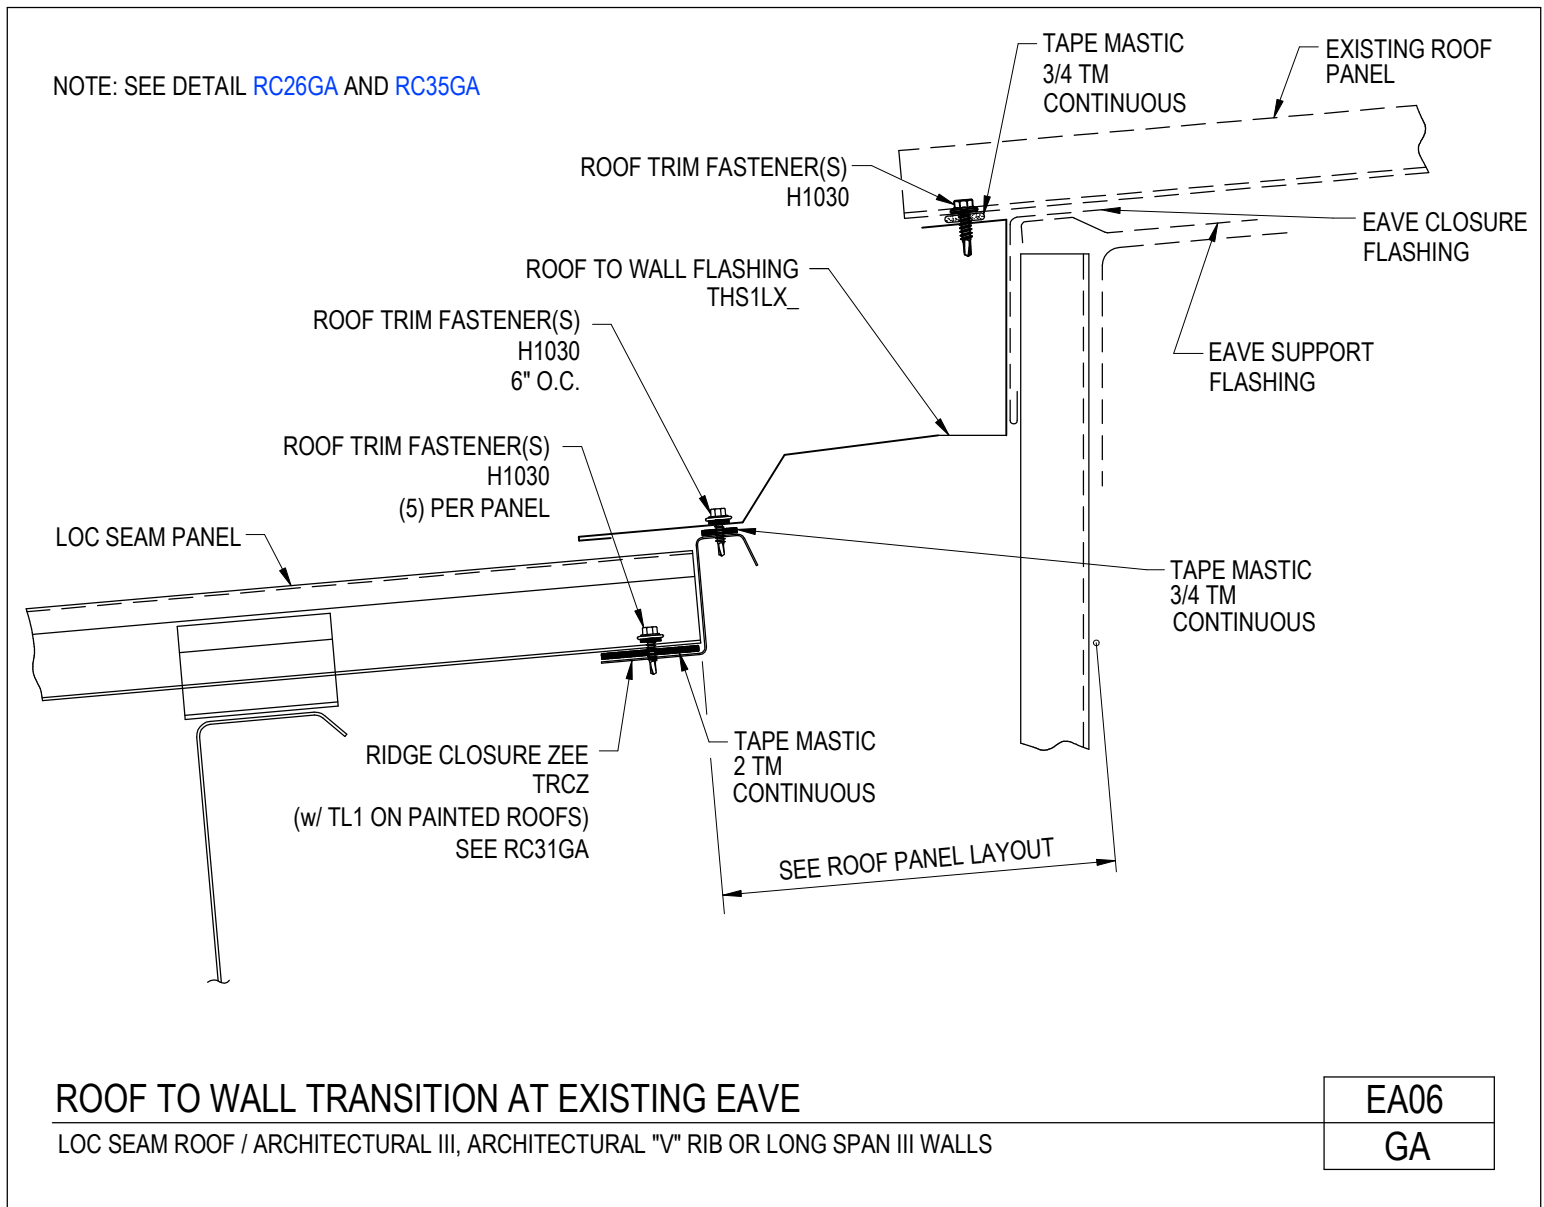 NOTE: SEE DETAIL RC26GA AND RC35GA
TAPE MASTIC
3/4 TM
CONTINUOUS
EXISTING ROOF
PANEL
ROOF TRIM FASTENER(S)
H1030
EAVE CLOSURE
FLASHING
ROOF TO WALL FLASHING
THS1LX_
ROOF TRIM FASTENER(S)
H1030
6" O.C.
EAVE SUPPORT
FLASHING
ROOF TRIM FASTENER(S)
H1030
(5) PER PANEL
LOC SEAM PANEL
TAPE MASTIC
3/4 TM
CONTINUOUS
RIDGE CLOSURE ZEE
TRCZ
(w/ TL1 ON PAINTED ROOFS)
SEE RC31GA
TAPE MASTIC
2 TM
CONTINUOUS
SEE ROOF PANEL LAYOUT
ROOF TO WALL TRANSITION AT EXISTING EAVE
LOC SEAM ROOF / ARCHITECTURAL III, ARCHITECTURAL "V" RIB OR LONG SPAN III WALLS
EA06
GA